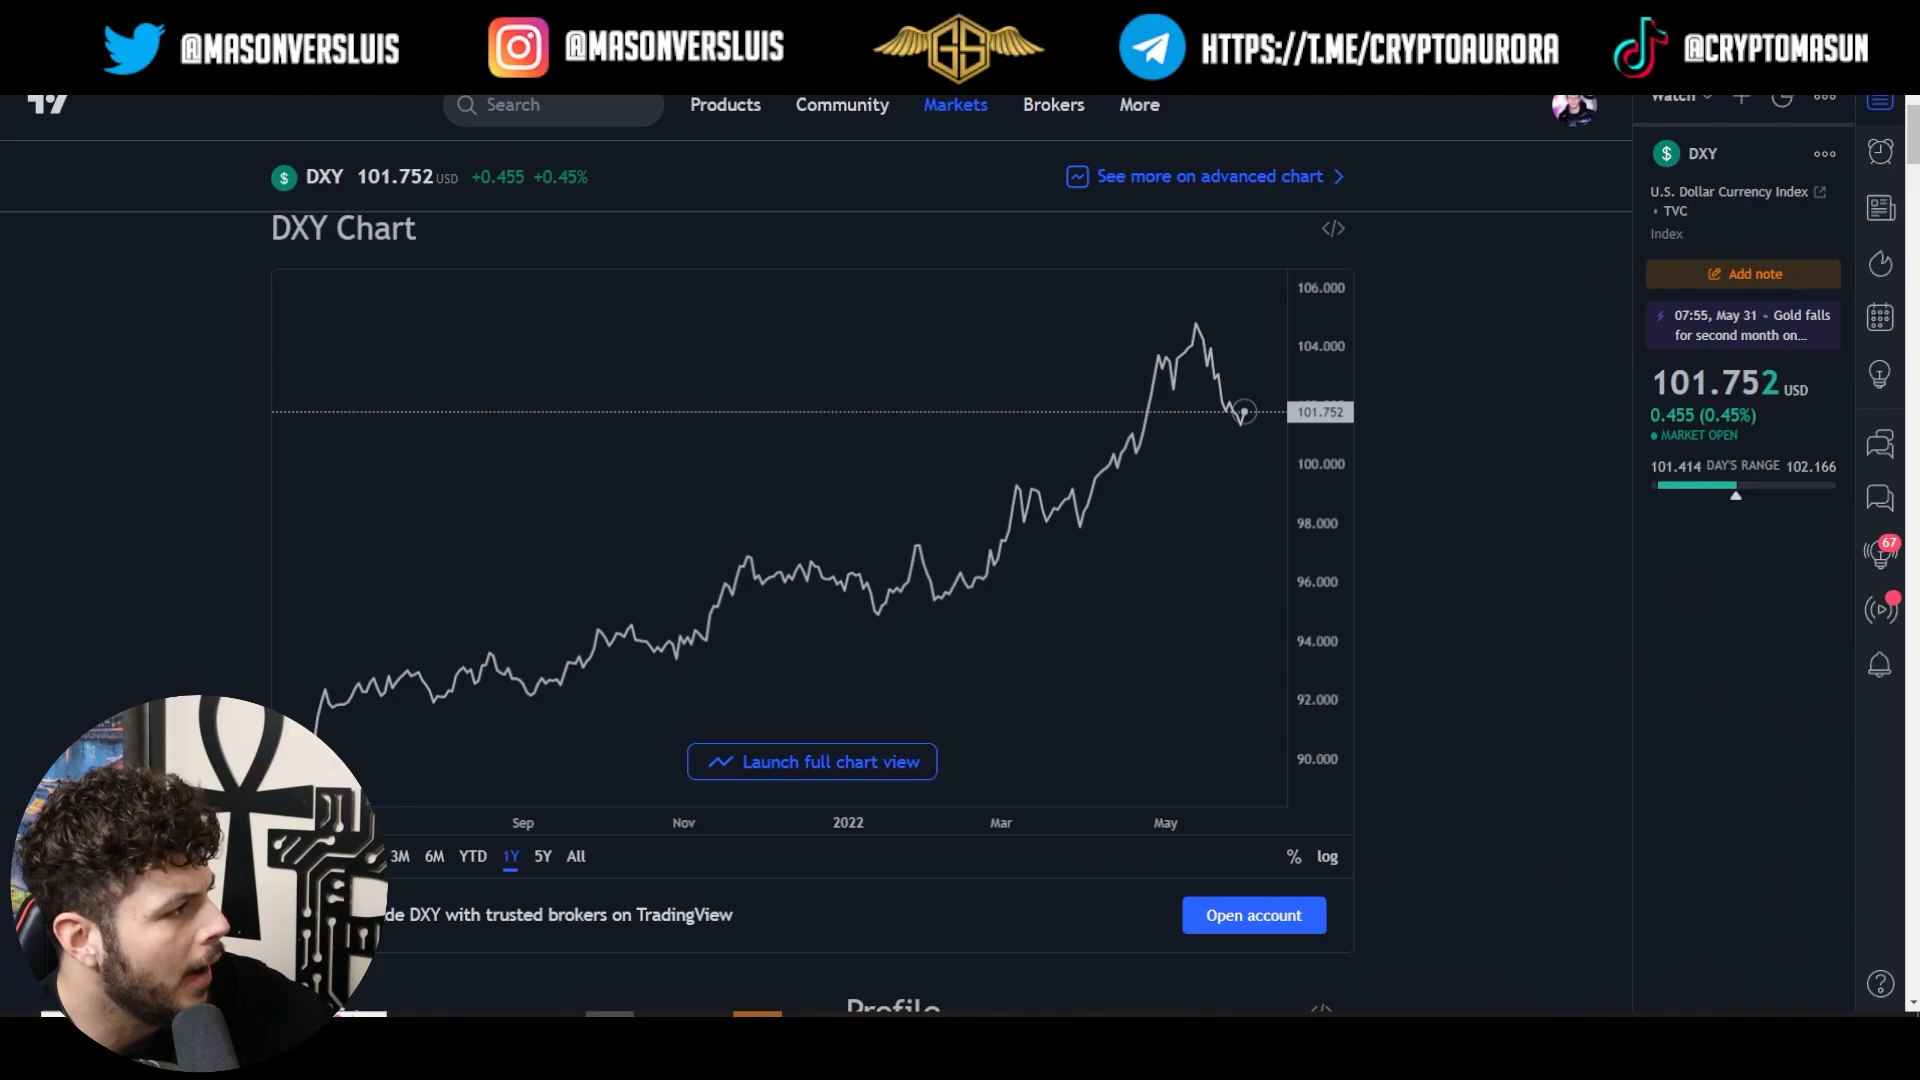 @MASONVERSLUIS
@MASONVERSLUIS
GS
HTTPS://T.ME/CRYPTOAURORA
@CRYPTOMASUN
Search
Products
Community
Markets
Brokers
More
Watch
DXY 101.752 USD +0.455 +0.45%
See more on advanced chart
DXY Chart
106.000
104.000
101.752
100.000
98.000
96.000
94.000
92.000
90.000
Launch full chart view
Sep
Nov
2022
Mar
May
3M
6M
YTD
1Y
5Y
All
%
log
de DXY with trusted brokers on TradingView
Open account
Profile
$ DXY
U.S. Dollar Currency Index
• TVC
Index
Add note
07:55, May 31 • Gold falls
for second month on...
101.752 USD
0.455 (0.45%)
• MARKET OPEN
101.414 DAY'S RANGE 102.166
67